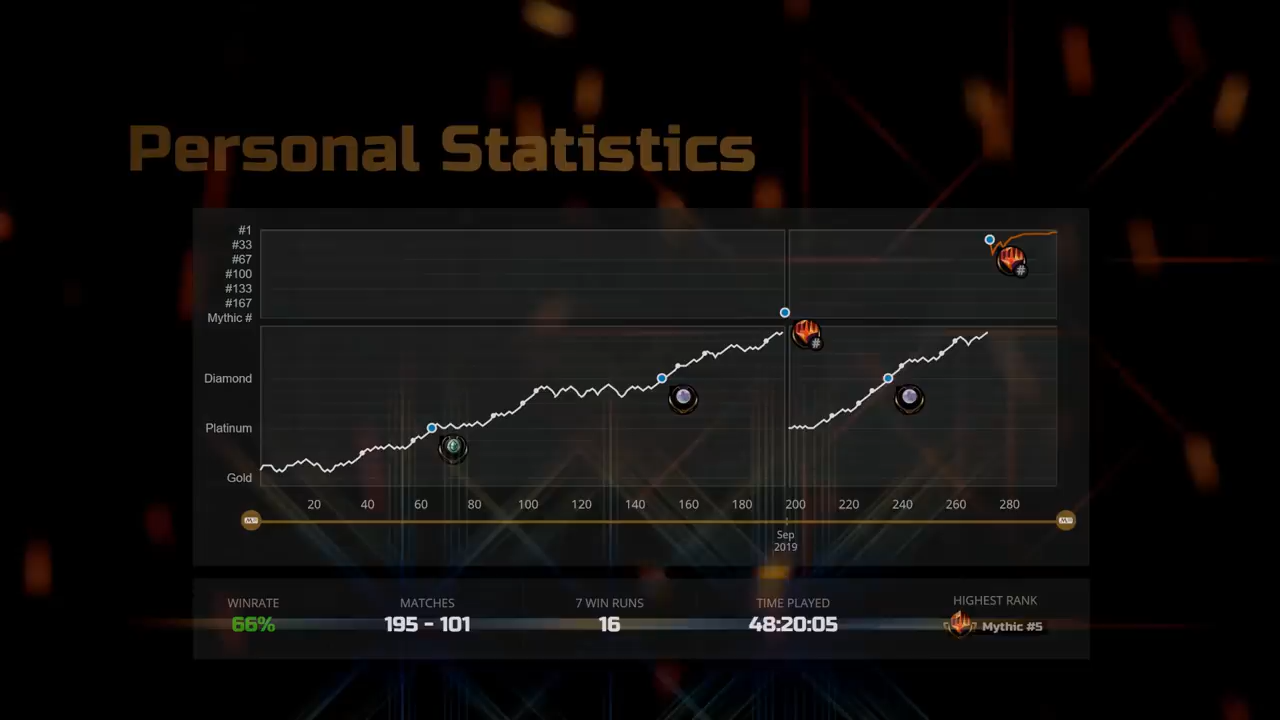 Personal Statistics
#1
#33
#67
#100
#133
#167
Mythic #
#
#
Diamond
Platinum
Gold
20 40 60 80 100 120 140 160 180 200 220 240 260 280
Sep
2019
WINRATE MATCHES 7 WIN RUNS TIME PLAYED HIGHEST RANK
66% 195 - 101 16 48:20:05 Mythic #5